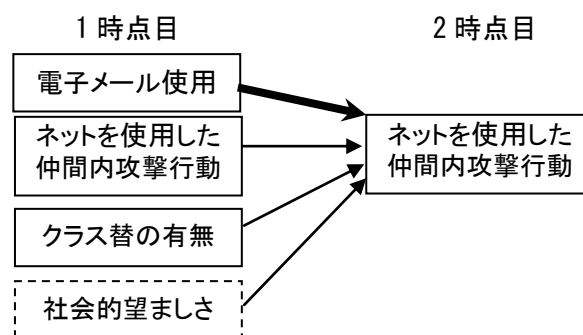 1 時点目
2 時点目
電子メール使用
ネットを使用した
仲間内攻撃行動
ネットを使用した
仲間内攻撃行動
クラス替の有無
社会的望ましさ